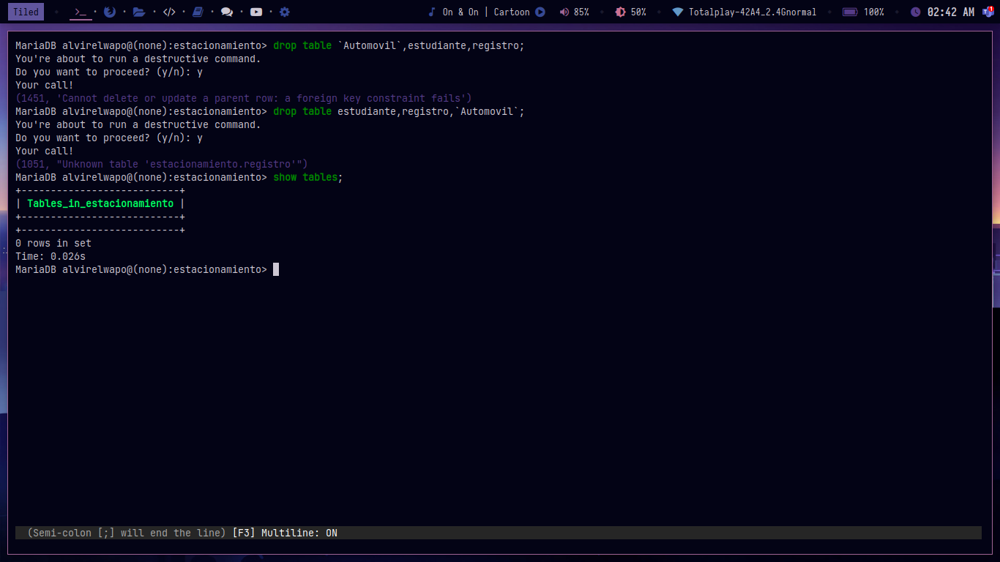 Tiled
On & On | Cartoon
85%
50%
Totalplay-42A4_2.4Gnormal
100%
02:42 AM
1
MariaDB alvirelwapo@(none):estacionamiento> drop table `Automovil`,estudiante,registro;
You're about to run a destructive command.
Do you want to proceed? (y/n): y
Your call!
(1451, 'Cannot delete or update a parent row: a foreign key constraint fails')
MariaDB alvirelwapo@(none):estacionamiento> drop table estudiante,registro,`Automovil`;
You're about to run a destructive command.
Do you want to proceed? (y/n): y
Your call!
(1051, "Unknown table 'estacionamiento.registro'")
MariaDB alvirelwapo@(none):estacionamiento> show tables;
+---------------------------+
| Tables_in_estacionamiento |
+---------------------------+
+---------------------------+
0 rows in set
Time: 0.026s
MariaDB alvirelwapo@(none):estacionamiento>
(Semi-colon [;] will end the line) [F3] Multiline: ON